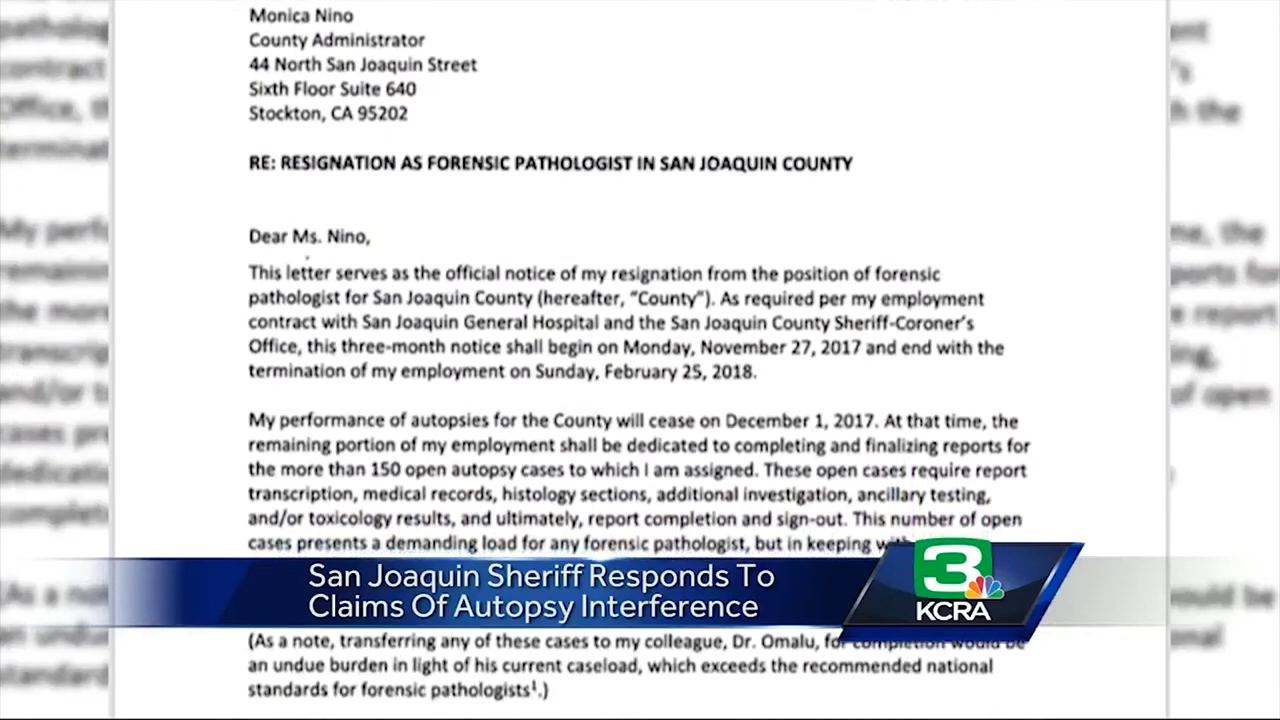 Monica Nino
County Administrator
44 North San Joaquin Street
Sixth Floor Suite 640
Stockton, CA 95202
RE: RESIGNATION AS FORENSIC PATHOLOGIST IN SAN JOAQUIN COUNTY
Dear Ms. Nino,
This letter serves as the official notice of my resignation from the position of forensic
pathologist for San Joaquin County (hereafter, “County”). As required per my employment
contract with San Joaquin General Hospital and the San Joaquin County Sheriff-Coroner’s
Office, this three-month notice shall begin on Monday, November 27, 2017 and end with the
termination of my employment on Sunday, February 25, 2018.
My performance of autopsies for the County will cease on December 1, 2017. At that time, the
remaining portion of my employment shall be dedicated to completing and finalizing reports for
the more than 150 open autopsy cases to which I am assigned. These open cases require report
transcription, medical records, histology sections, additional investigation, ancillary testing,
and/or toxicology results, and ultimately, report completion and sign-out. This number of open
cases presents a demanding load for any forensic pathologist, but in keeping
San Joaquin Sheriff Responds To
Claims Of Autopsy Interference
3
KCRA
(As a note, transferring any of these cases to my colleague, Dr. Omalu, for completion would be
an undue burden in light of his current caseload, which exceeds the recommended national
standards for forensic pathologists¹.)